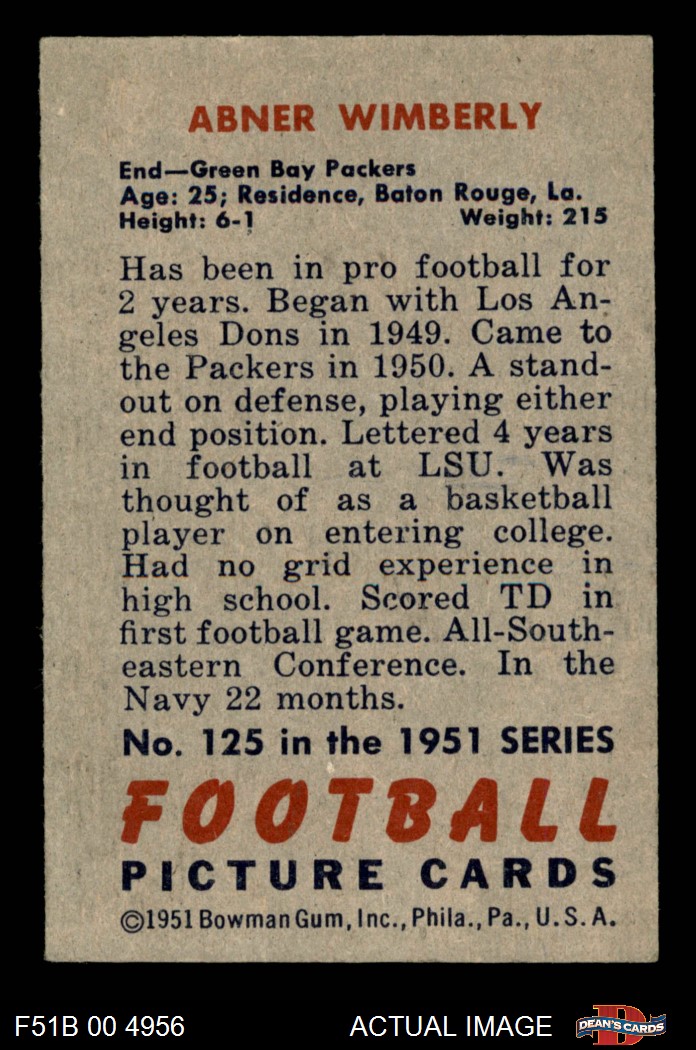 ABNER WIMBERLY
End—Green Bay Packers
Age: 25; Residence, Baton Rouge, La.
Height: 6-1 Weight: 215
Has been in pro football for
2 years. Began with Los An-
geles Dons in 1949. Came to
the Packers in 1950. A stand-
out on defense, playing either
end position. Lettered 4 years
in football at LSU. Was
thought of as a basketball
player on entering college.
Had no grid experience in
high school. Scored TD in
first football game. All-South-
eastern Conference. In the
Navy 22 months.
No. 125 in the 1951 SERIES
FOOTBALL
PICTURE CARDS
©1951 Bowman Gum, Inc., Phila., Pa., U.S.A.
F51B 00 4956 ACTUAL IMAGE D DEAN'S CARDS